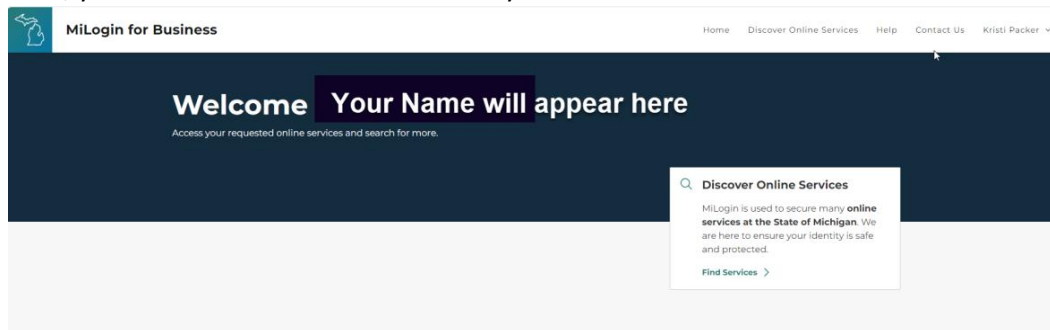 MiLogin for Business
Home Discover Online Services Help Contact Us Kristi Packer
Welcome Your Name will appear here
Access your requested online services and search for more.
Discover Online Services
MiLogin is used to secure many online
services at the State of Michigan. We
are here to ensure your identity is safe
and protected.
Find Services